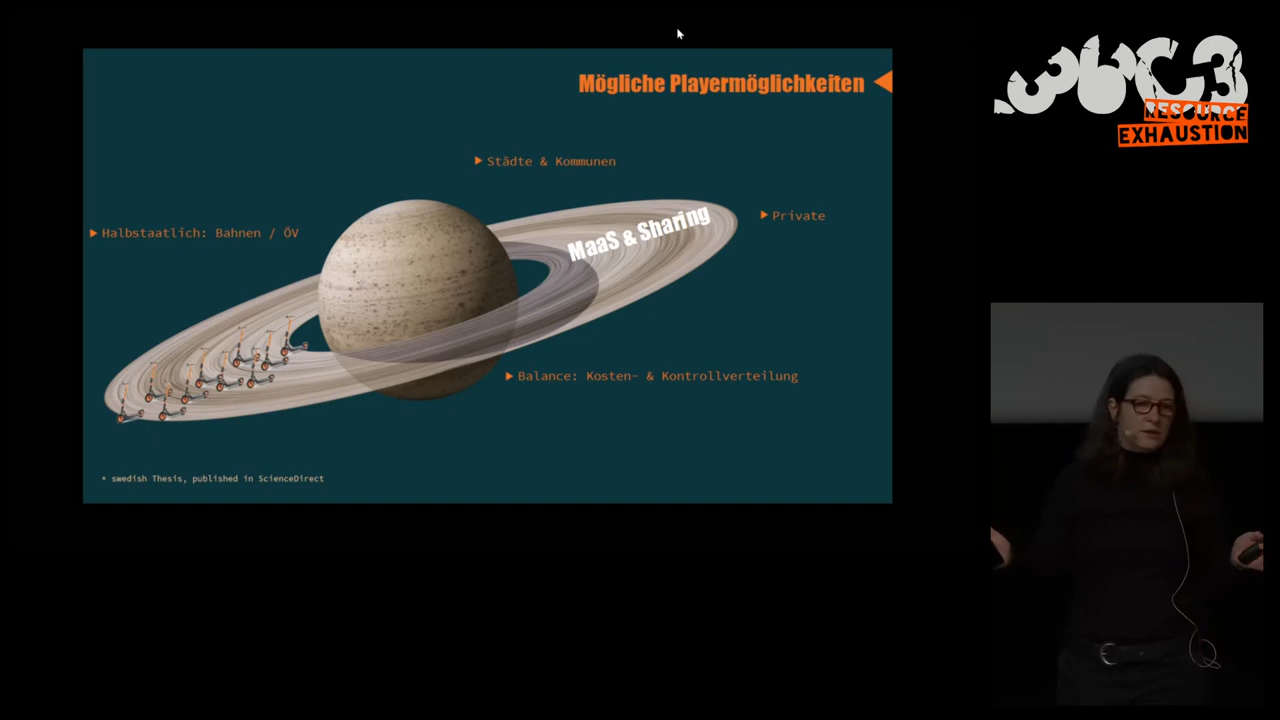 Mögliche Playermöglichkeiten
Städte & Kommunen
Private
Halbstaatlich: Bahnen / ÖV
MaaS & Sharing
Balance: Kosten- & Kontrollverteilung
* swedish Thesis, published in ScienceDirect
36C3
RESOURCE
EXHAUSTION